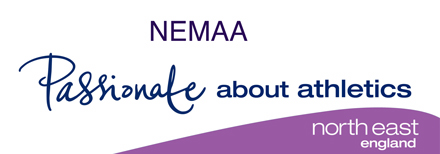 NEMAA
Passionate about athletics
north east
england